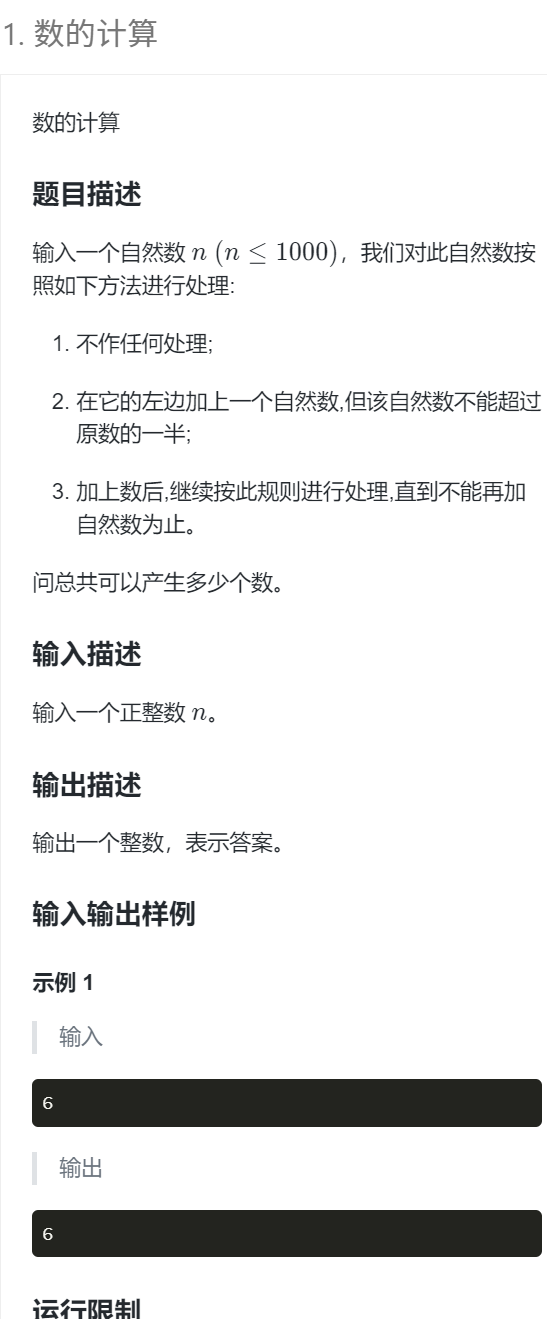 1. 数的计算
数的计算
题目描述
输入一个自然数 n (n ≤ 1000)，我们对此自然数按
照如下方法进行处理:
1. 不作任何处理;
2. 在它的左边加上一个自然数,但该自然数不能超过
原数的一半;
3. 加上数后,继续按此规则进行处理,直到不能再加
自然数为止。
问总共可以产生多少个数。
输入描述
输入一个正整数 n。
输出描述
输出一个整数，表示答案。
输入输出样例
示例 1
输入
6
输出
6
运行限制